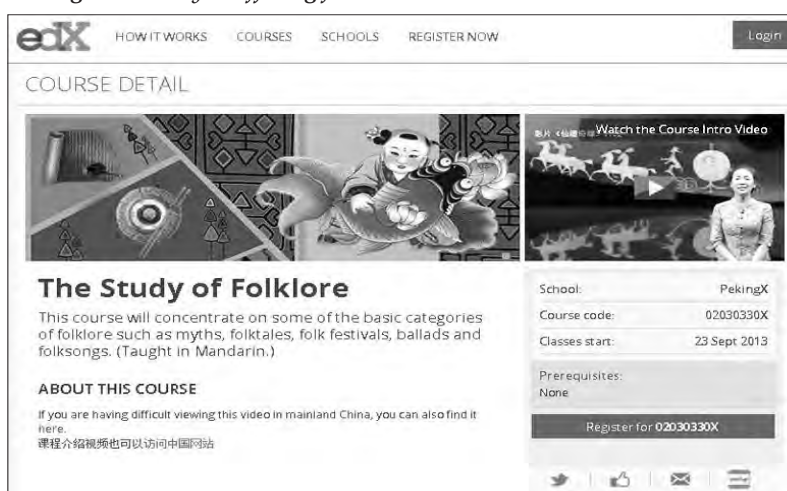 edX HOW IT WORKS COURSES SCHOOLS REGISTER NOW Login
COURSE DETAIL
Watch the Course Intro Video
The Study of Folklore
This course will concentrate on some of the basic categories
of folklore such as myths, folktales, folk festivals, ballads and
folksongs. (Taught in Mandarin.)
ABOUT THIS COURSE
If you are having difficult viewing this video in mainland China, you can also find it
here.
课程介绍视频也可以访问中国网站
School: PekingX
Course code: 02030330X
Classes start: 23 Sept 2013
Prerequisites:
None
Register for 02030330X